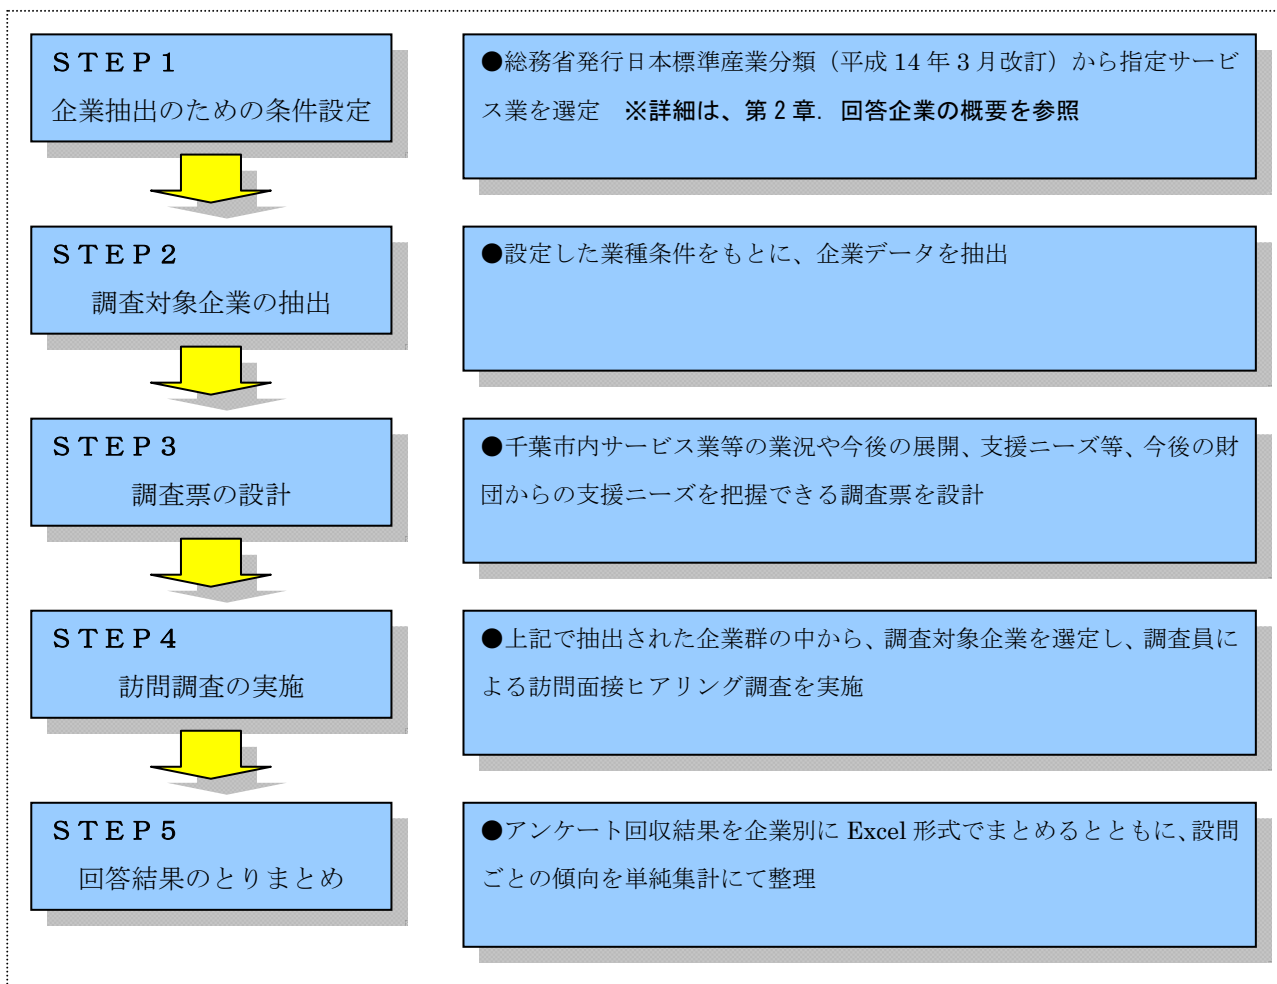 STEP1
企業抽出のための条件設定
●総務省発行日本標準産業分類（平成 14 年 3 月改訂）から指定サービ
ス業を選定　※詳細は、第 2 章．回答企業の概要を参照
STEP2
調査対象企業の抽出
●設定した業種条件をもとに、企業データを抽出
STEP3
調査票の設計
●千葉市内サービス業等の業況や今後の展開、支援ニーズ等、今後の財
団からの支援ニーズを把握できる調査票を設計
STEP4
訪問調査の実施
●上記で抽出された企業群の中から、調査対象企業を選定し、調査員に
よる訪問面接ヒアリング調査を実施
STEP5
回答結果のとりまとめ
●アンケート回収結果を企業別に Excel 形式でまとめるとともに、設問
ごとの傾向を単純集計にて整理